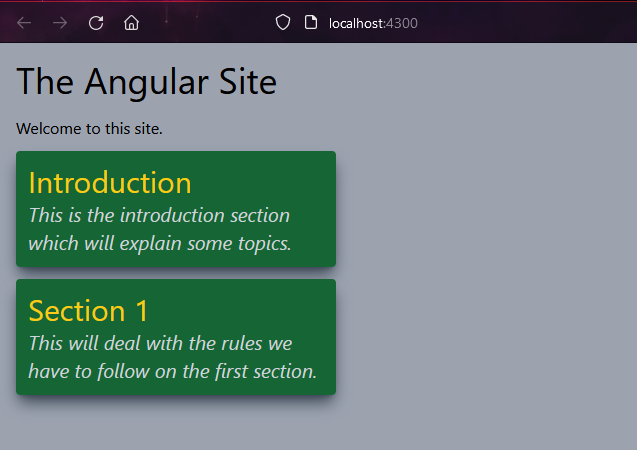 localhost:4300
The Angular Site
Welcome to this site.
Introduction
This is the introduction section
which will explain some topics.
Section 1
This will deal with the rules we
have to follow on the first section.